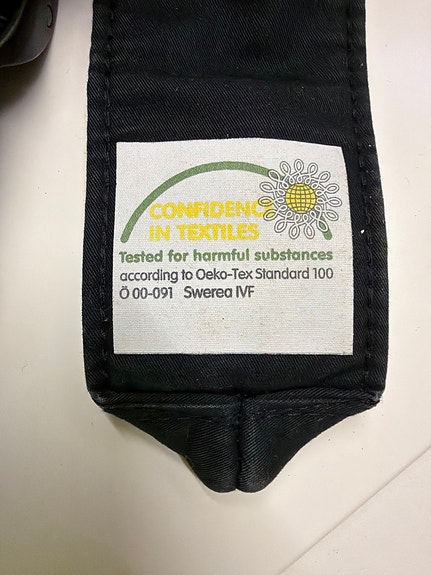 CONFIDENCE
IN TEXTILES
Tested for harmful substances
according to Oeko-Tex Standard 100
Ö 00-091 Swerea IVF